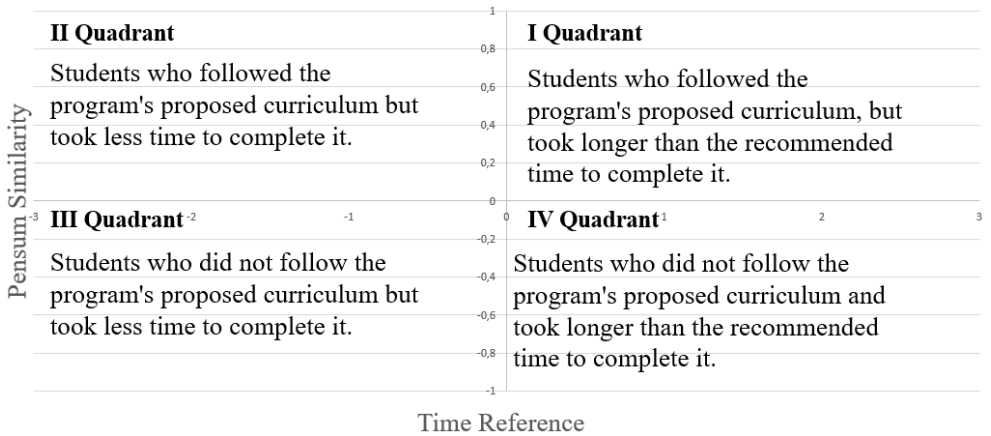 1
II Quadrant
I Quadrant
0,8
Students who followed the
program's proposed curriculum but
took less time to complete it.
Students who followed the
program's proposed curriculum, but
took longer than the recommended
time to complete it.
0,6
0,4
0,2
0
-3
-2
-1
0
1
2
3
III Quadrant
IV Quadrant
-0,2
Students who did not follow the
program's proposed curriculum but
took less time to complete it.
Students who did not follow the
program's proposed curriculum and
took longer than the recommended
time to complete it.
-0,4
-0,6
-0,8
-1
Pensum Similarity
Time Reference